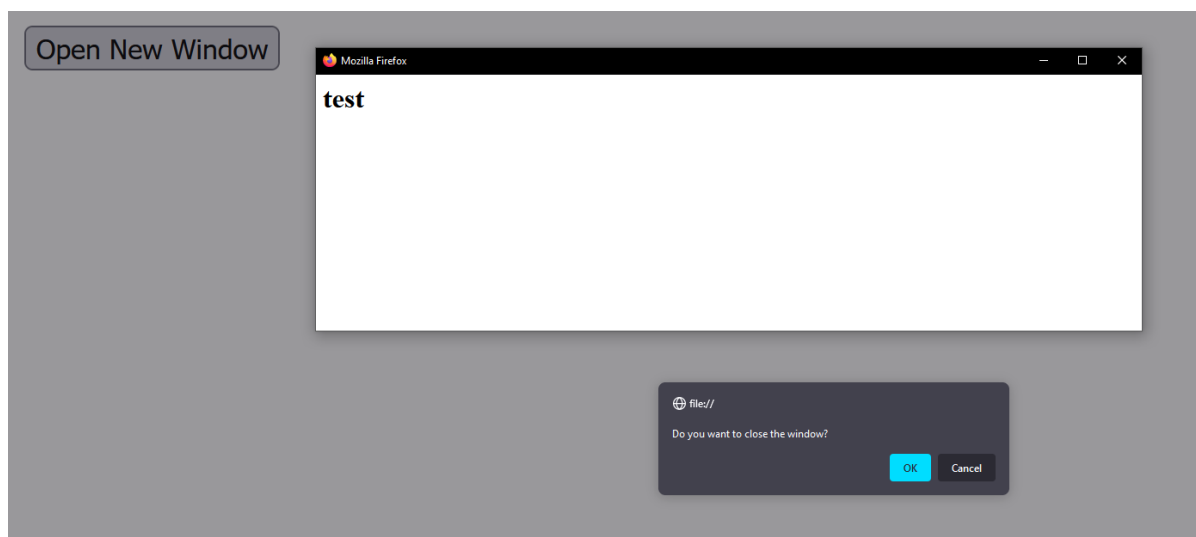 Open New Window
Mozilla Firefox
test
file://
Do you want to close the window?
OK Cancel